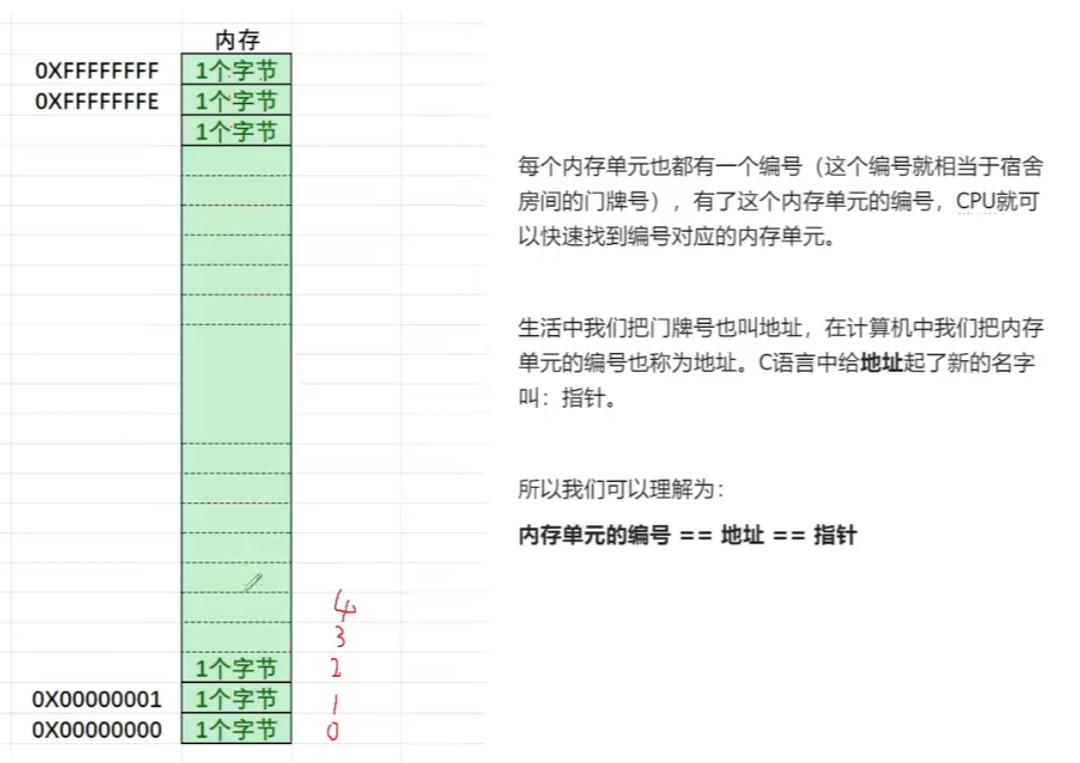 内存
0XFFFFFFFF 1个字节
0XFFFFFFFE 1个字节
1个字节
4
3
1个字节 2
0X00000001 1个字节 1
0X00000000 1个字节 0
每个内存单元也都有一个编号（这个编号就相当于宿舍
房间的门牌号），有了这个内存单元的编号，CPU就可
以快速找到编号对应的内存单元。
生活中我们把门牌号也叫地址，在计算机中我们把内存
单元的编号也称为地址。C语言中给地址起了新的名字
叫：指针。
所以我们可以理解为：
内存单元的编号 == 地址 == 指针